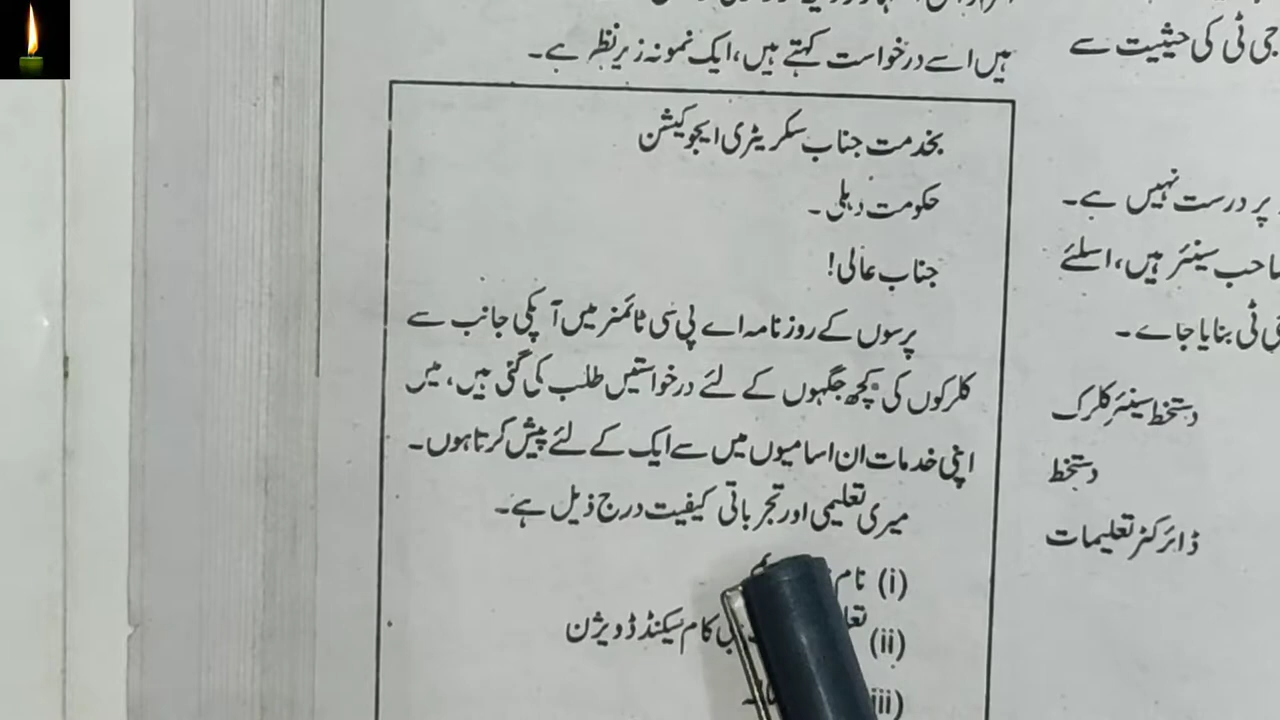 ہیں اسے درخواست کہتے ہیں، ایک نمونہ زیر نظر ہے۔
بخدمت جناب سکریٹری ایجوکیشن
حکومت دہلی۔
جناب عالی!
پرسوں کے روزنامہ اے پی سی ٹائمنر میں آپکی جانب سے
کلرکوں کی کچھ جگہوں کے لئے درخواستیں طلب کی گئی ہیں، میں
اپنی خدمات ان اسامیوں میں سے ایک کے لئے پیش کرتا ہوں۔
میری تعلیمی اور تجرباتی کیفیت درج ذیل ہے۔
(i) نام
(ii) کام سیکنڈ ڈویژن
جی ٹی کی حیثیت سے
پر درست نہیں ہے۔
سینئر ہیں، اسلئے
ٹی بنایا جاے۔
دستخط سینئر کلرک
دستخط
ڈائرکٹر تعلیمات